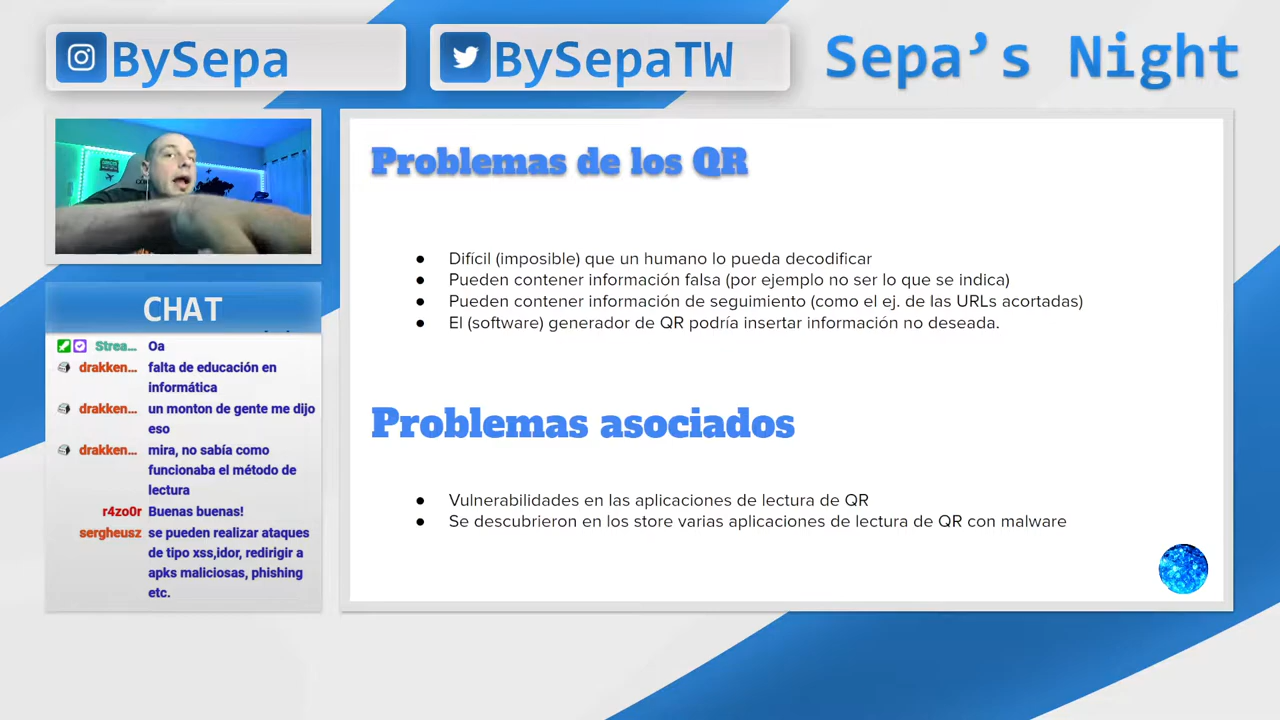 BySepa
BySepaTW
Sepa's Night
Problemas de los QR
● Difícil (imposible) que un humano lo pueda decodificar
● Pueden contener información falsa (por ejemplo no ser lo que se indica)
● Pueden contener información de seguimiento (como el ej. de las URLs acortadas)
● El (software) generador de QR podría insertar información no deseada.
Problemas asociados
● Vulnerabilidades en las aplicaciones de lectura de QR
● Se descubrieron en los store varias aplicaciones de lectura de QR con malware
CHAT
Strea... Oa
drakken... falta de educación en
informática
drakken... un monton de gente me dijo
eso
drakken... mira, no sabía como
funcionaba el método de
lectura
r4zo0r Buenas buenas!
sergheusz se pueden realizar ataques
de tipo xss,idor, redirigir a
apks maliciosas, phishing
etc.